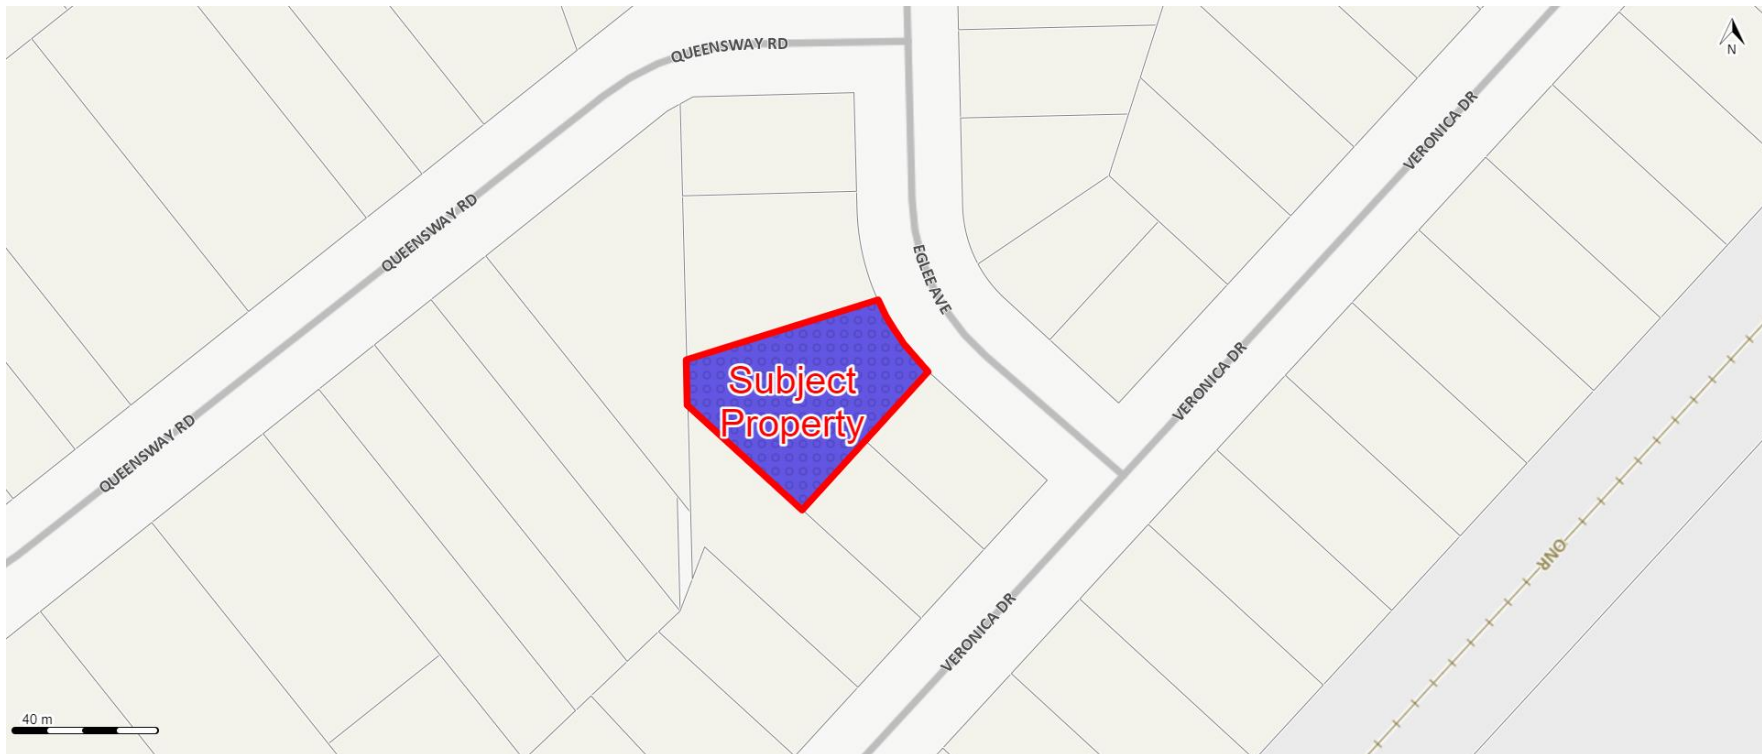 QUEENSWAY RD
N
VERONICA DR
QUEENSWAY RD
EGLEE AVE
VERONICA DR
Subject
Property
QUEENSWAY RD
ONR
VERONICA DR
40 m